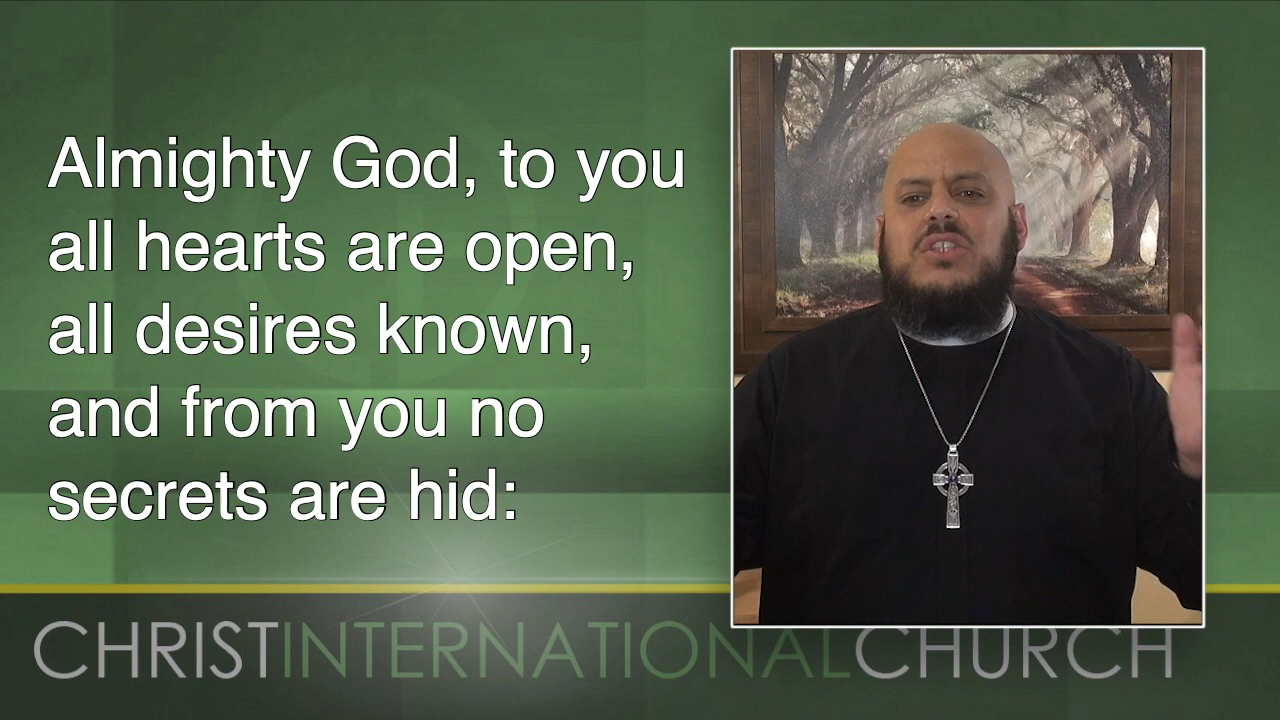 Almighty God, to you
all hearts are open,
all desires known,
and from you no
secrets are hid:
CHRISTINTERNATIONALCHURCH